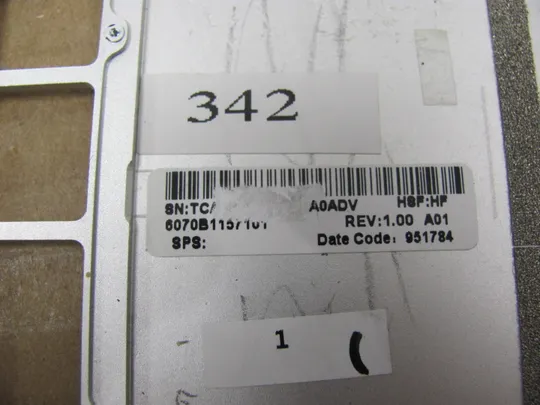 342
SN:TC A0ADV HSF:HF
REV:1.00 A01
SPS: Date Code: 951784
1 (